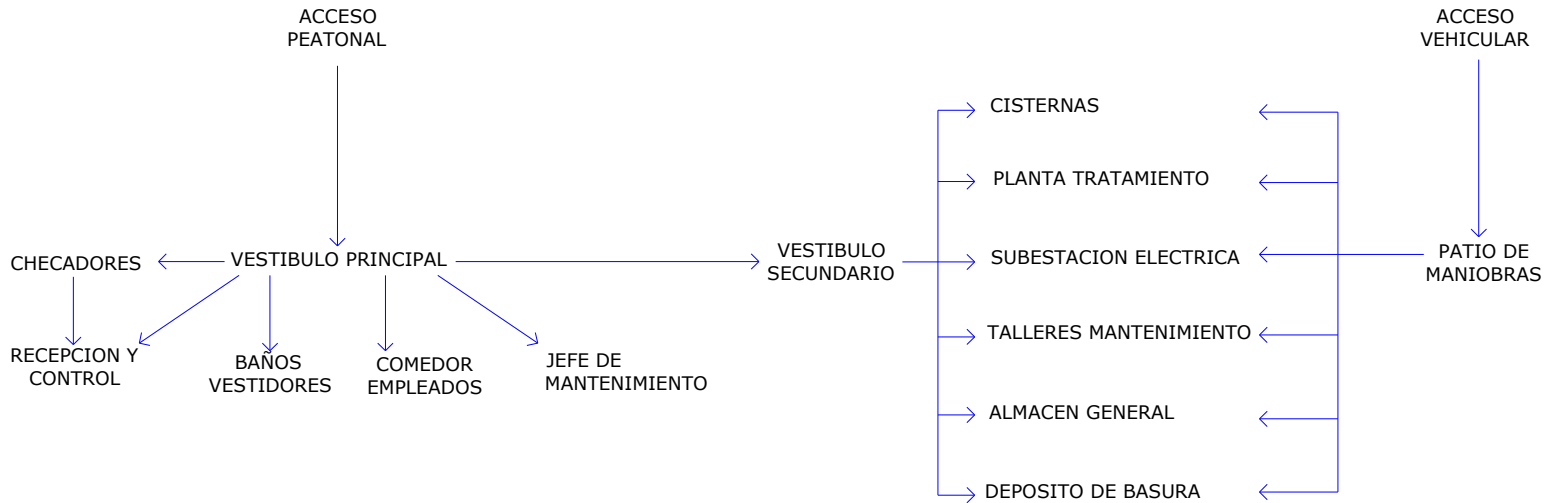 ACCESO
PEATONAL
ACCESO
VEHICULAR
CISTERNAS
PLANTA TRATAMIENTO
CHECADORES
VESTIBULO PRINCIPAL
VESTIBULO
SECUNDARIO
SUBESTACION ELECTRICA
PATIO DE
MANIOBRAS
TALLERES MANTENIMIENTO
RECEPCION Y
CONTROL
BAÑOS
VESTIDORES
COMEDOR
EMPLEADOS
JEFE DE
MANTENIMIENTO
ALMACEN GENERAL
DEPOSITO DE BASURA